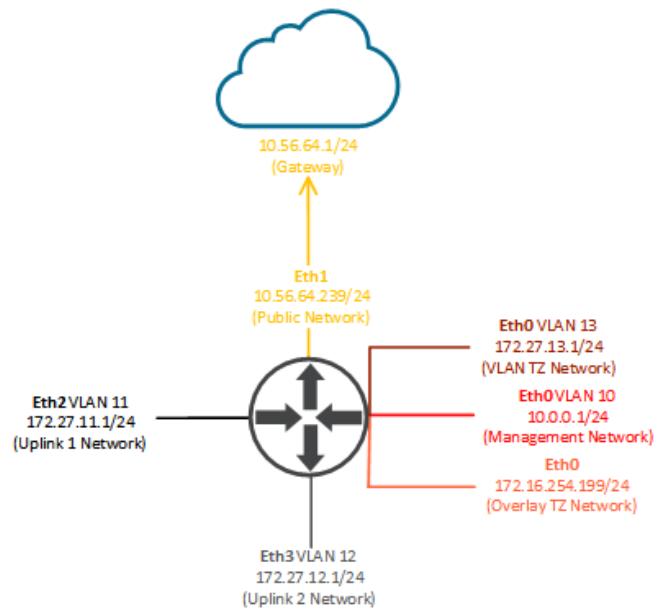 10.56.64.1/24
(Gateway)
Eth1
10.56.64.239/24
(Public Network)
Eth0 VLAN 13
172.27.13.1/24
(VLAN TZ Network)
Eth0 VLAN 10
10.0.0.1/24
(Management Network)
Eth0
172.16.254.199/24
(Overlay TZ Network)
Eth2 VLAN 11
172.27.11.1/24
(Uplink 1 Network)
Eth3 VLAN 12
172.27.12.1/24
(Uplink 2 Network)